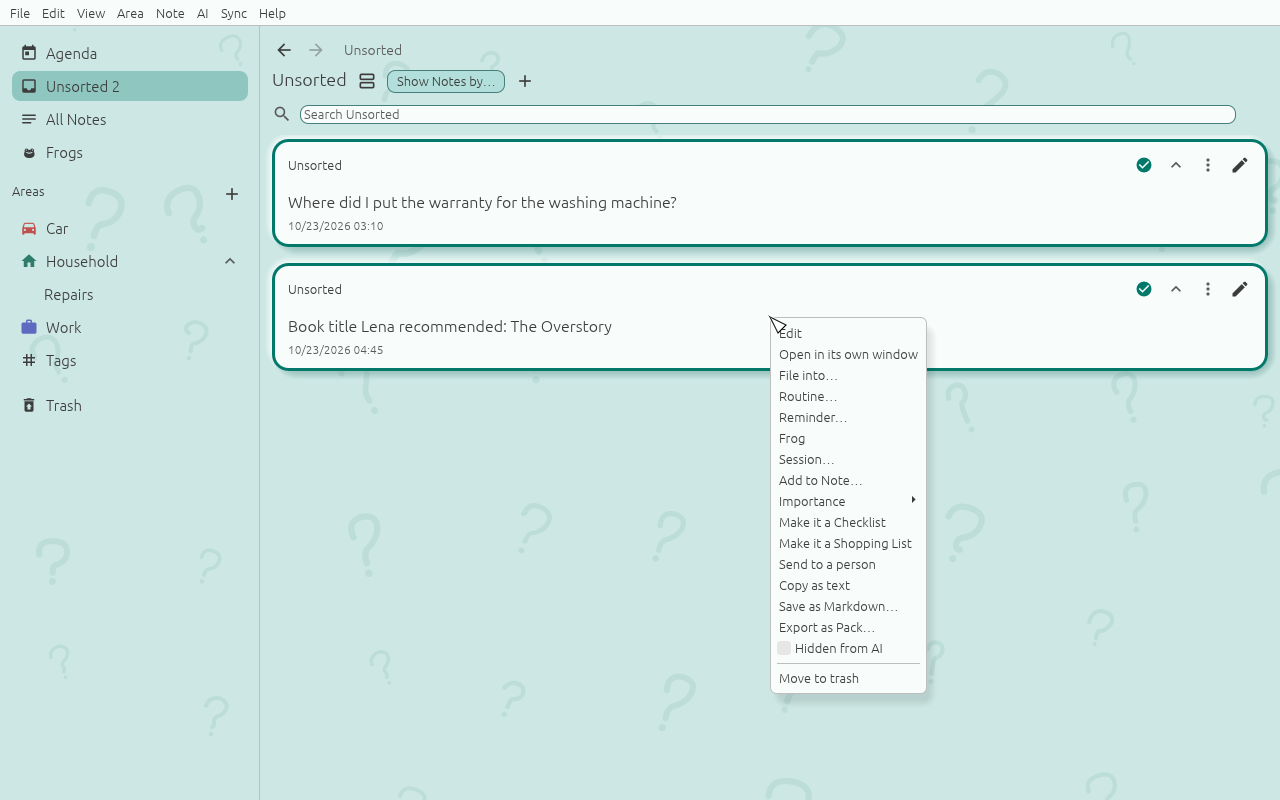 File Edit View Area Note AI Sync Help
Agenda
Unsorted 2
All Notes
Frogs
Areas
Car
Household
Repairs
Work
Tags
Trash
Unsorted
Unsorted Show Notes by…
Search Unsorted
Unsorted
Where did I put the warranty for the washing machine?
10/23/2026 03:10
Unsorted
Book title Lena recommended: The Overstory
10/23/2026 04:45
Edit
Open in its own window
File into…
Routine…
Reminder…
Frog
Session…
Add to Note…
Importance
Make it a Checklist
Make it a Shopping List
Send to a person
Copy as text
Save as Markdown…
Export as Pack…
Hidden from AI
Move to trash